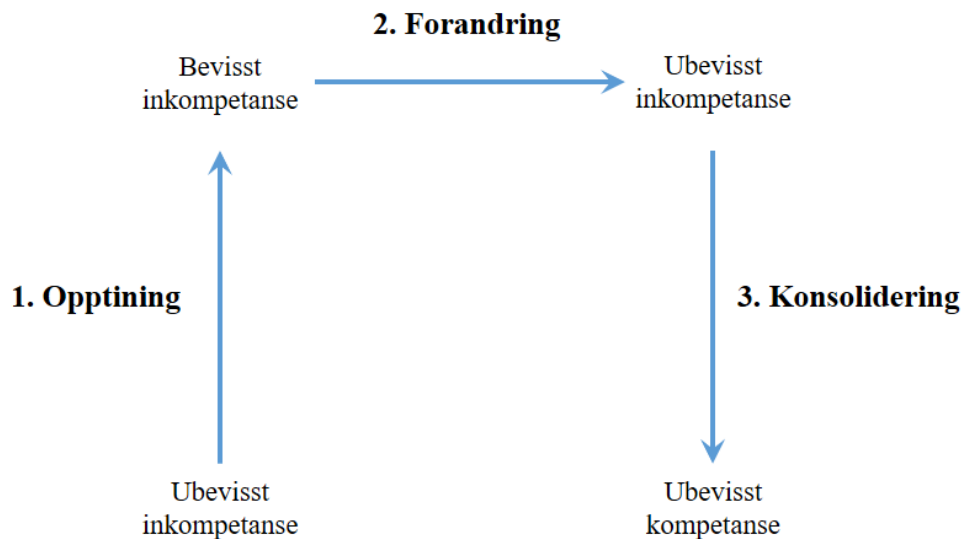 2. Forandring
Bevisst
inkompetanse
Ubevisst
inkompetanse
1. Opptining
3. Konsolidering
Ubevisst
inkompetanse
Ubevisst
kompetanse